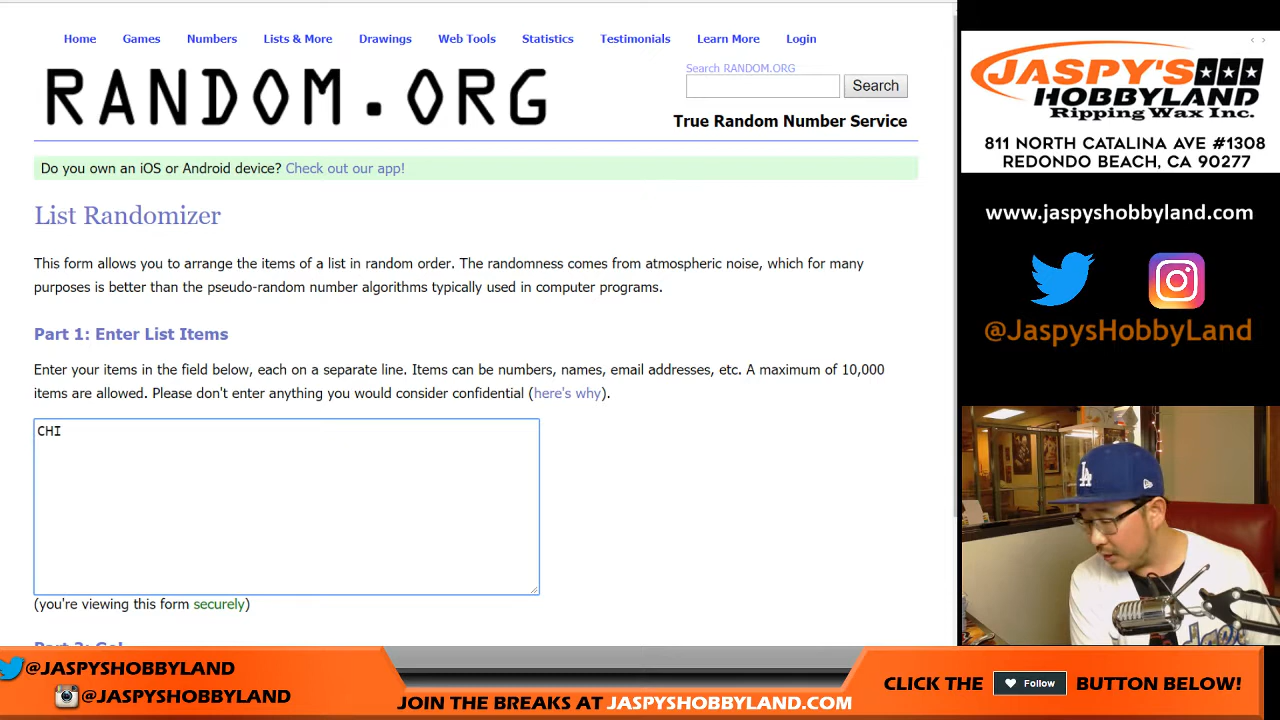 Home Games Numbers Lists & More Drawings Web Tools Statistics Testimonials Learn More Login
RANDOM.ORG
Search RANDOM.ORG
Search
True Random Number Service
Do you own an iOS or Android device? Check out our app!
List Randomizer
This form allows you to arrange the items of a list in random order. The randomness comes from atmospheric noise, which for many
purposes is better than the pseudo-random number algorithms typically used in computer programs.
Part 1: Enter List Items
Enter your items in the field below, each on a separate line. Items can be numbers, names, email addresses, etc. A maximum of 10,000
items are allowed. Please don't enter anything you would consider confidential (here's why).
CHI
(you're viewing this form securely)
Part 2: Go!
JASPY'S
HOBBYLAND
Ripping Wax Inc.
811 NORTH CATALINA AVE #1308
REDONDO BEACH, CA 90277
www.jaspyshobbyland.com
@JaspysHobbyLand
LA
@JASPYSHOBBYLAND
@JASPYSHOBBYLAND
JOIN THE BREAKS AT JASPYSHOBBYLAND.COM
CLICK THE Follow BUTTON BELOW!